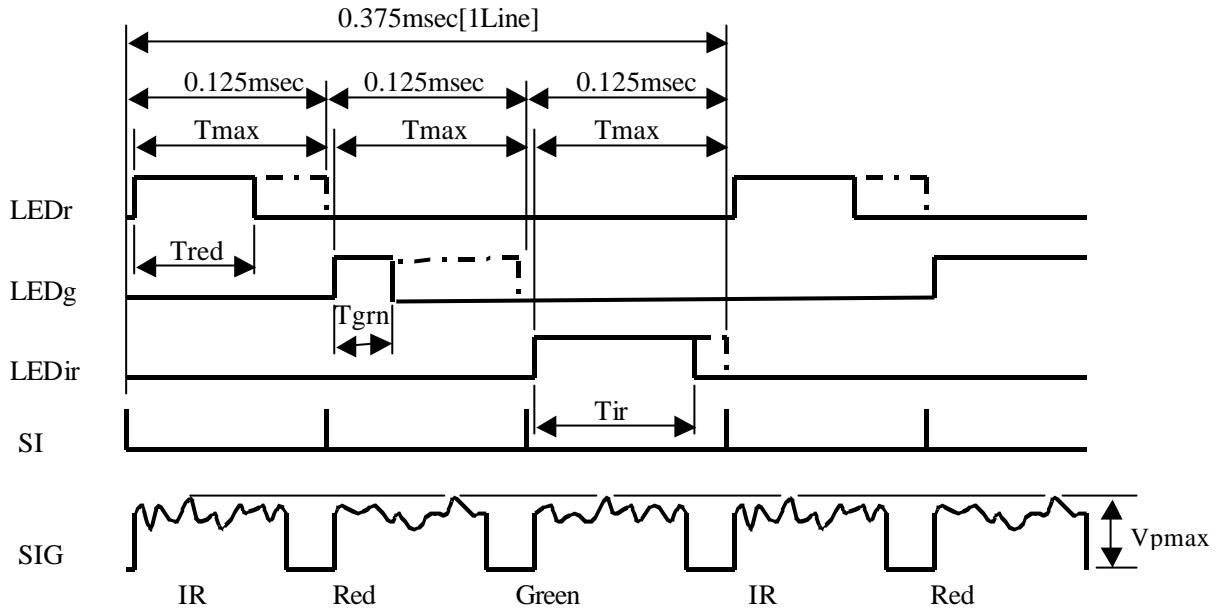 0.375msec[1Line]
0.125msec 0.125msec 0.125msec
Tmax Tmax Tmax
LEDr
Tred
LEDg
Tgrn
LEDir
Tir
SI
SIG
Vpmax
IR Red Green IR Red